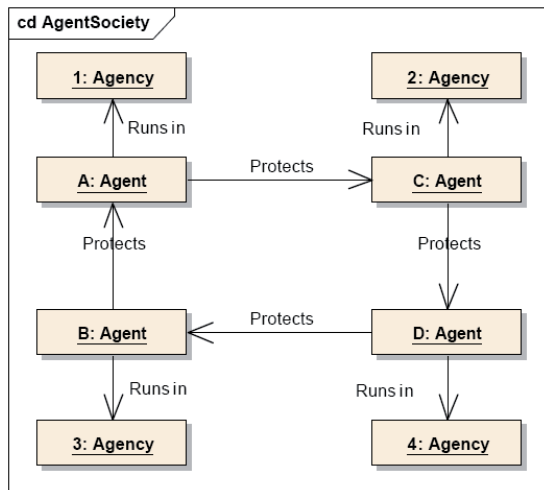 cd AgentSociety
1: Agency
2: Agency
Runs in
Runs in
A: Agent
Protects
C: Agent
Protects
Protects
B: Agent
Protects
D: Agent
Runs in
Runs in
3: Agency
4: Agency